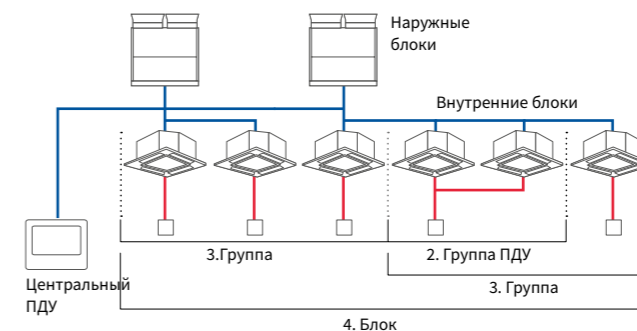 Наружные
блоки
Внутренние блоки
3.Группа
2. Группа ПДУ
Центральный
ПДУ
3. Группа
4. Блок